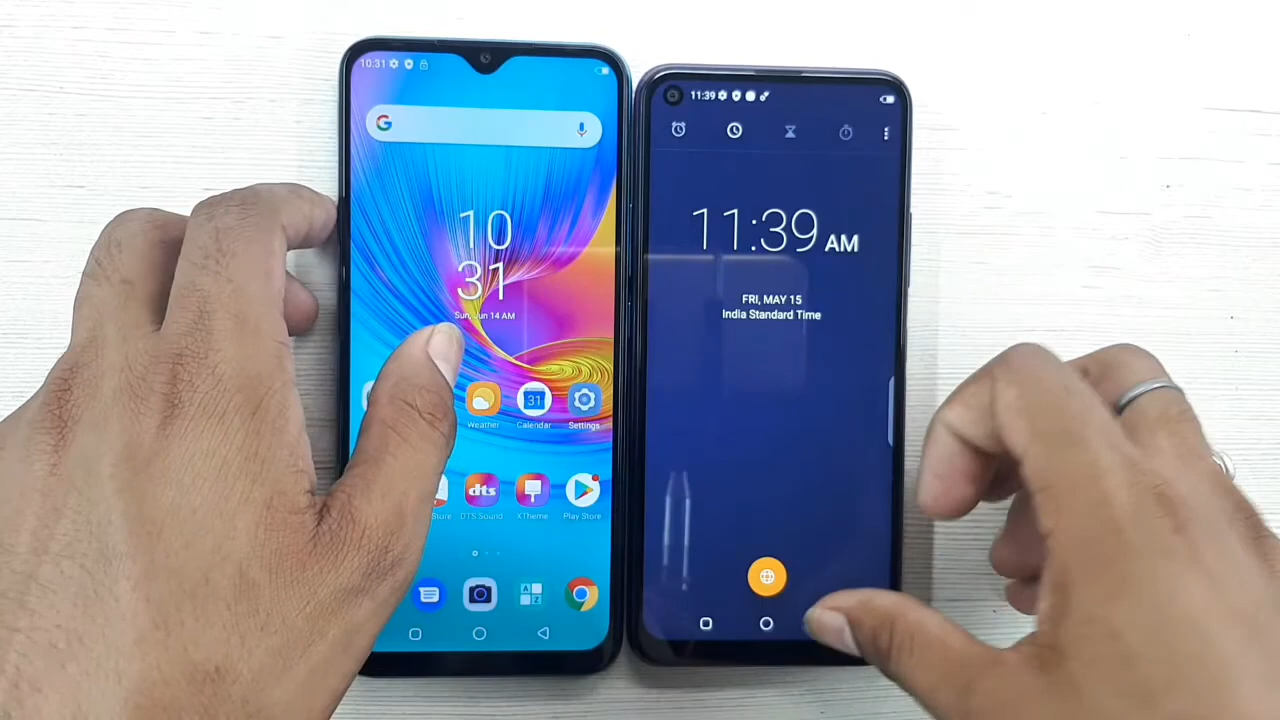 10:31
G
10
31
Sun, Jun 14 AM
31
Weather
Calendar
Settings
dts
Store
DTS Sound
XTheme
Play Store
A
Z
11:39
11:39 AM
FRI, MAY 15
India Standard Time